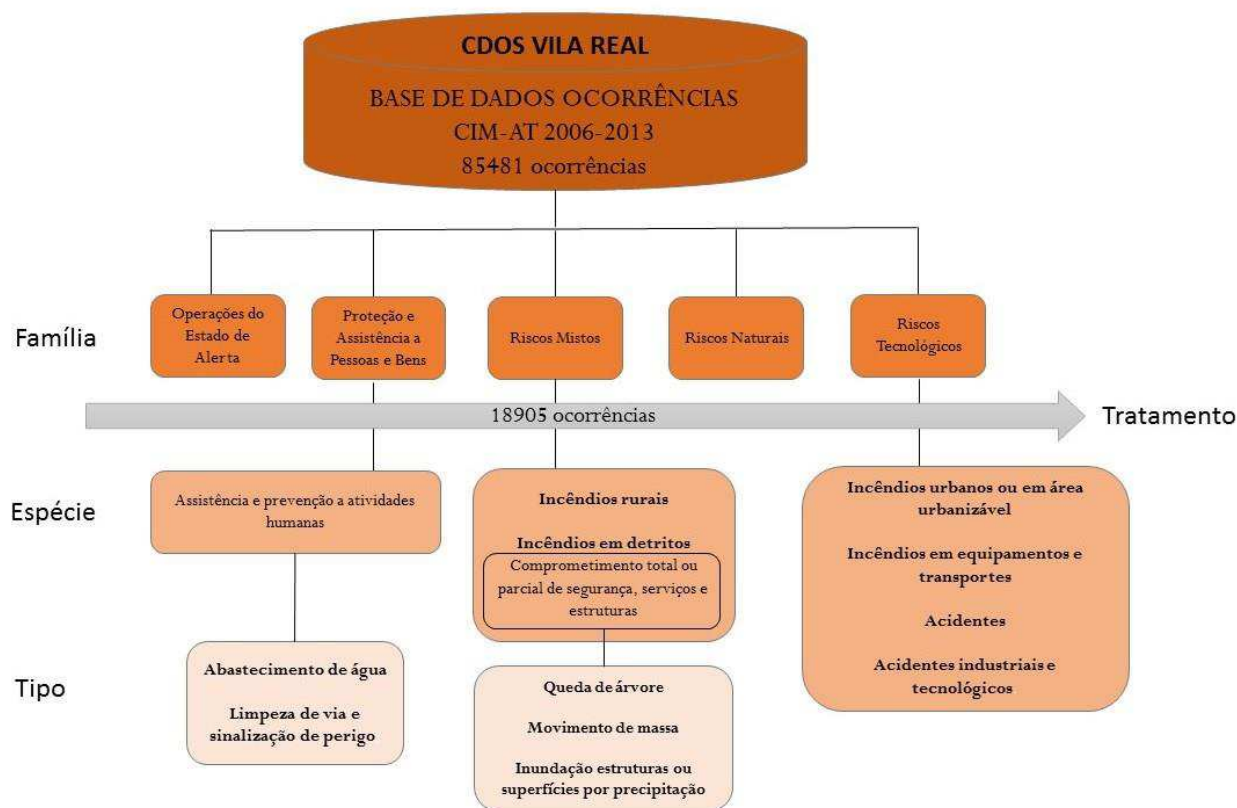 CDOS VILA REAL
BASE DE DADOS OCORRÊNCIAS
CIM-AT 2006-2013
85481 ocorrências
Família
Operações do
Estado de
Alerta
Proteção e
Assistência a
Pessoas e Bens
Riscos Mistos
Riscos Naturais
Riscos
Tecnológicos
18905 ocorrências
Tratamento
Espécie
Assistência e prevenção a atividades
humanas
Incêndios rurais
Incêndios em detritos
Comprometimento total ou
parcial de segurança, serviços e
estruturas
Incêndios urbanos ou em área
urbanizável
Incêndios em equipamentos e
transportes
Acidentes
Acidentes industriais e
tecnológicos
Tipo
Abastecimento de água
Limpeza de via e
sinalização de perigo
Queda de árvore
Movimento de massa
Inundação estruturas ou
superfícies por precipitação